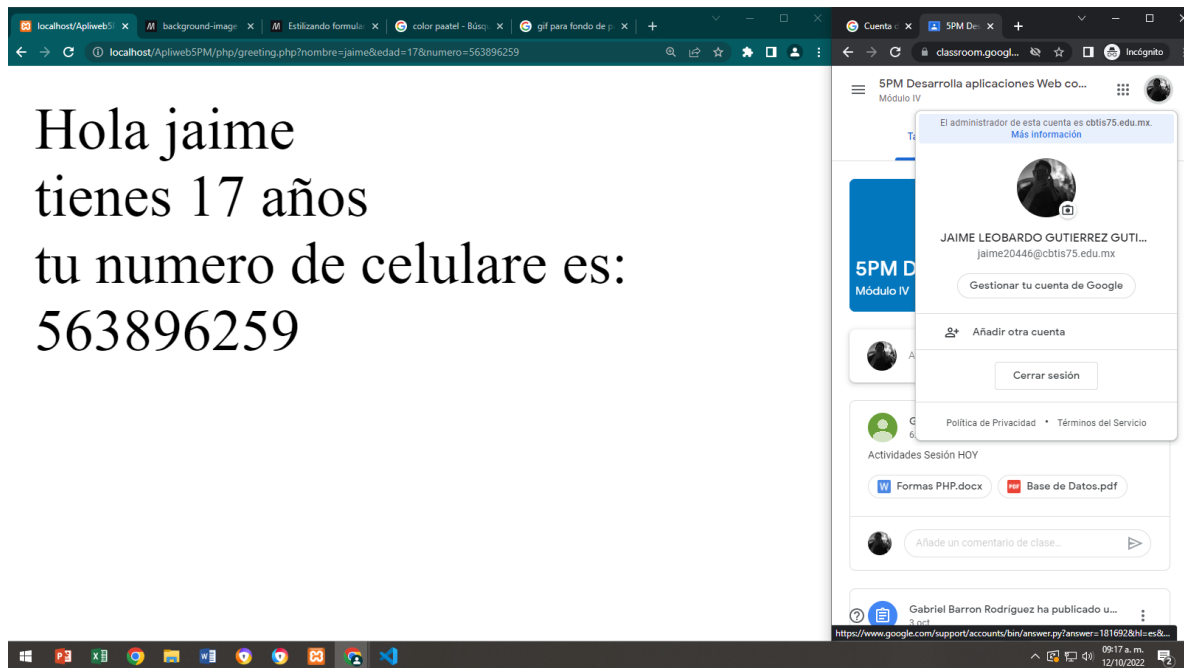 localhost/Apliweb5P
background-image
Estilizando formula
color paatel - Búsq
gif para fondo de p
localhost/Apliweb5PM/php/greeting.php?nombre=jaime&edad=17&numero=563896259
Hola jaime
tienes 17 años
tu numero de celulare es:
563896259
Cuenta d
5PM Des
classroom.googl...
Incógnito
5PM Desarrolla aplicaciones Web co...
Módulo IV
Ta
El administrador de esta cuenta es cbtis75.edu.mx.
Más información
JAIME LEOBARDO GUTIERREZ GUTI...
jaime20446@cbtis75.edu.mx
Gestionar tu cuenta de Google
Añadir otra cuenta
Cerrar sesión
Política de Privacidad • Términos del Servicio
5PM D
Módulo IV
A
G
6:
Actividades Sesión HOY
Formas PHP.docx
PDF
Base de Datos.pdf
Añade un comentario de clase...
Gabriel Barron Rodríguez ha publicado u...
3 oct
https://www.google.com/support/accounts/bin/answer.py?answer=181692&hl=es&...
09:17 a. m.
12/10/2022